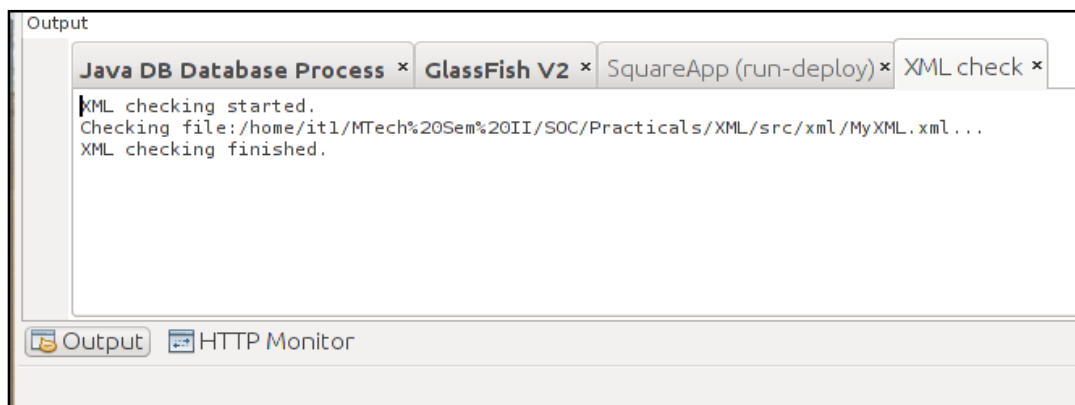 Output
Java DB Database Process × GlassFish V2 × SquareApp (run-deploy) × XML check ×
XML checking started.
Checking file:/home/it1/MTech%20Sem%20II/SOC/Practicals/XML/src/xml/MyXML.xml...
XML checking finished.
Output HTTP Monitor